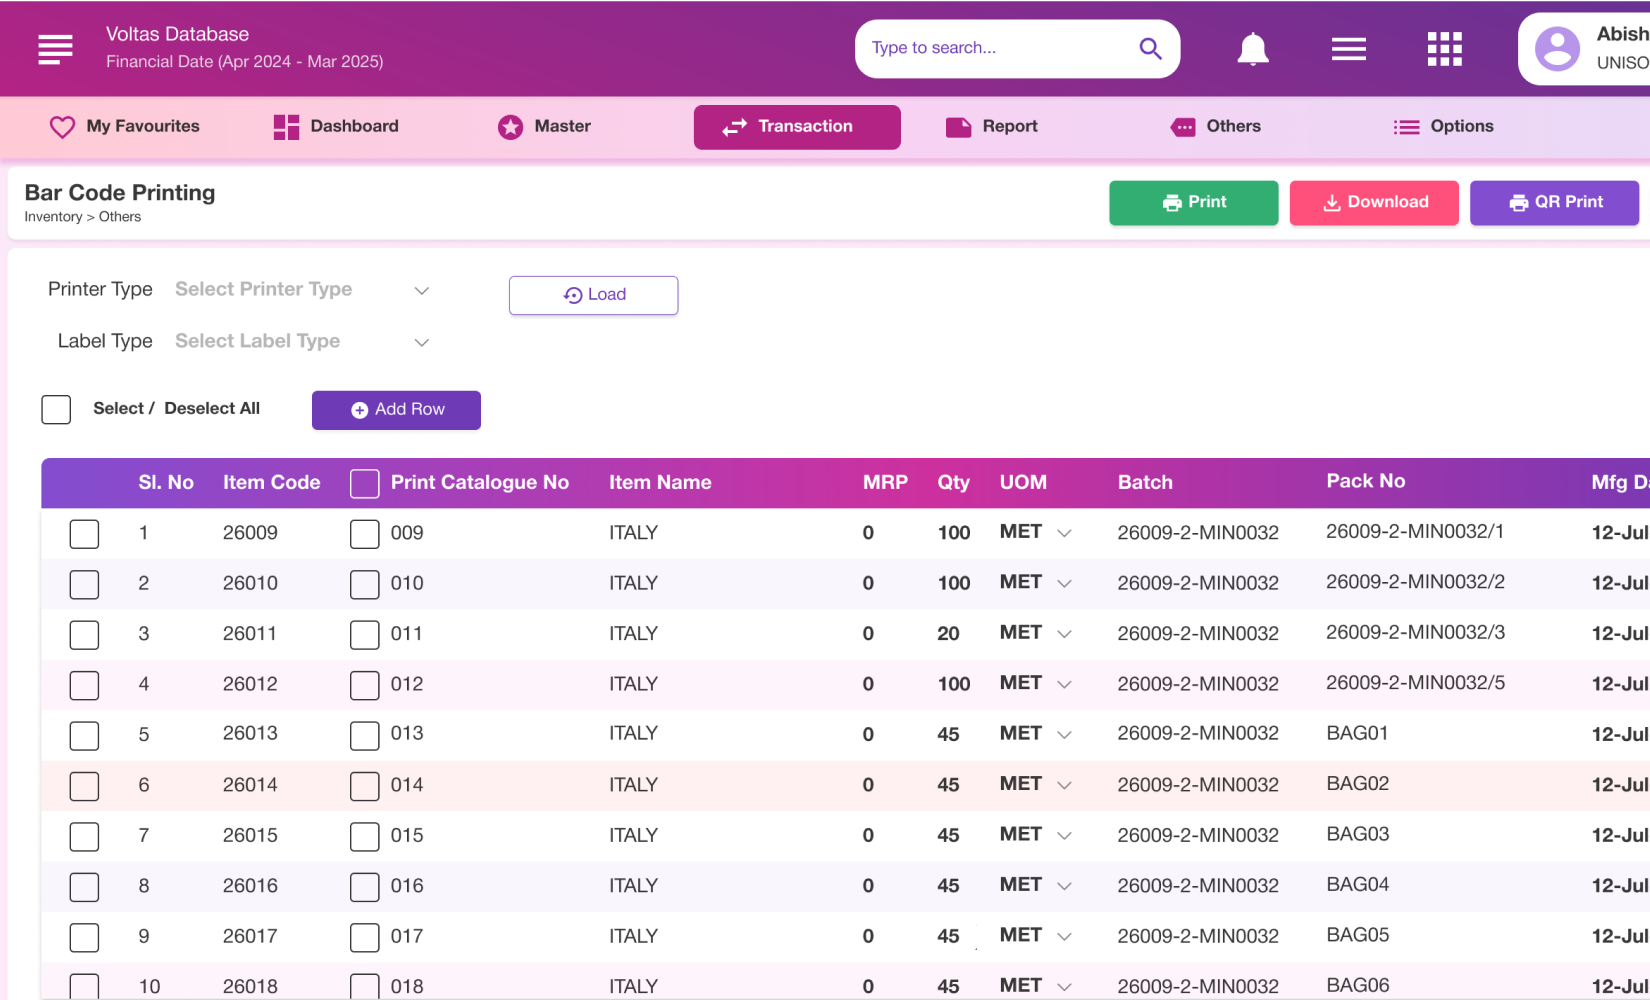 Voltas Database
Financial Date (Apr 2024 - Mar 2025)
Type to search...
Abish
UNISO
My Favourites Dashboard Master Transaction Report Others Options
Bar Code Printing
Inventory > Others
Print Download QR Print
Printer Type Select Printer Type Load
Label Type Select Label Type
Select / Deselect All Add Row
Sl. No Item Code Print Catalogue No Item Name MRP Qty UOM Batch Pack No Mfg Da
1 26009 009 ITALY 0 100 MET 26009-2-MIN0032 26009-2-MIN0032/1 12-Jul
2 26010 010 ITALY 0 100 MET 26009-2-MIN0032 26009-2-MIN0032/2 12-Jul
3 26011 011 ITALY 0 20 MET 26009-2-MIN0032 26009-2-MIN0032/3 12-Jul
4 26012 012 ITALY 0 100 MET 26009-2-MIN0032 26009-2-MIN0032/5 12-Jul
5 26013 013 ITALY 0 45 MET 26009-2-MIN0032 BAG01 12-Jul
6 26014 014 ITALY 0 45 MET 26009-2-MIN0032 BAG02 12-Jul
7 26015 015 ITALY 0 45 MET 26009-2-MIN0032 BAG03 12-Jul
8 26016 016 ITALY 0 45 MET 26009-2-MIN0032 BAG04 12-Jul
9 26017 017 ITALY 0 45 MET 26009-2-MIN0032 BAG05 12-Jul
10 26018 018 ITALY 0 45 MET 26009-2-MIN0032 BAG06 12-Jul